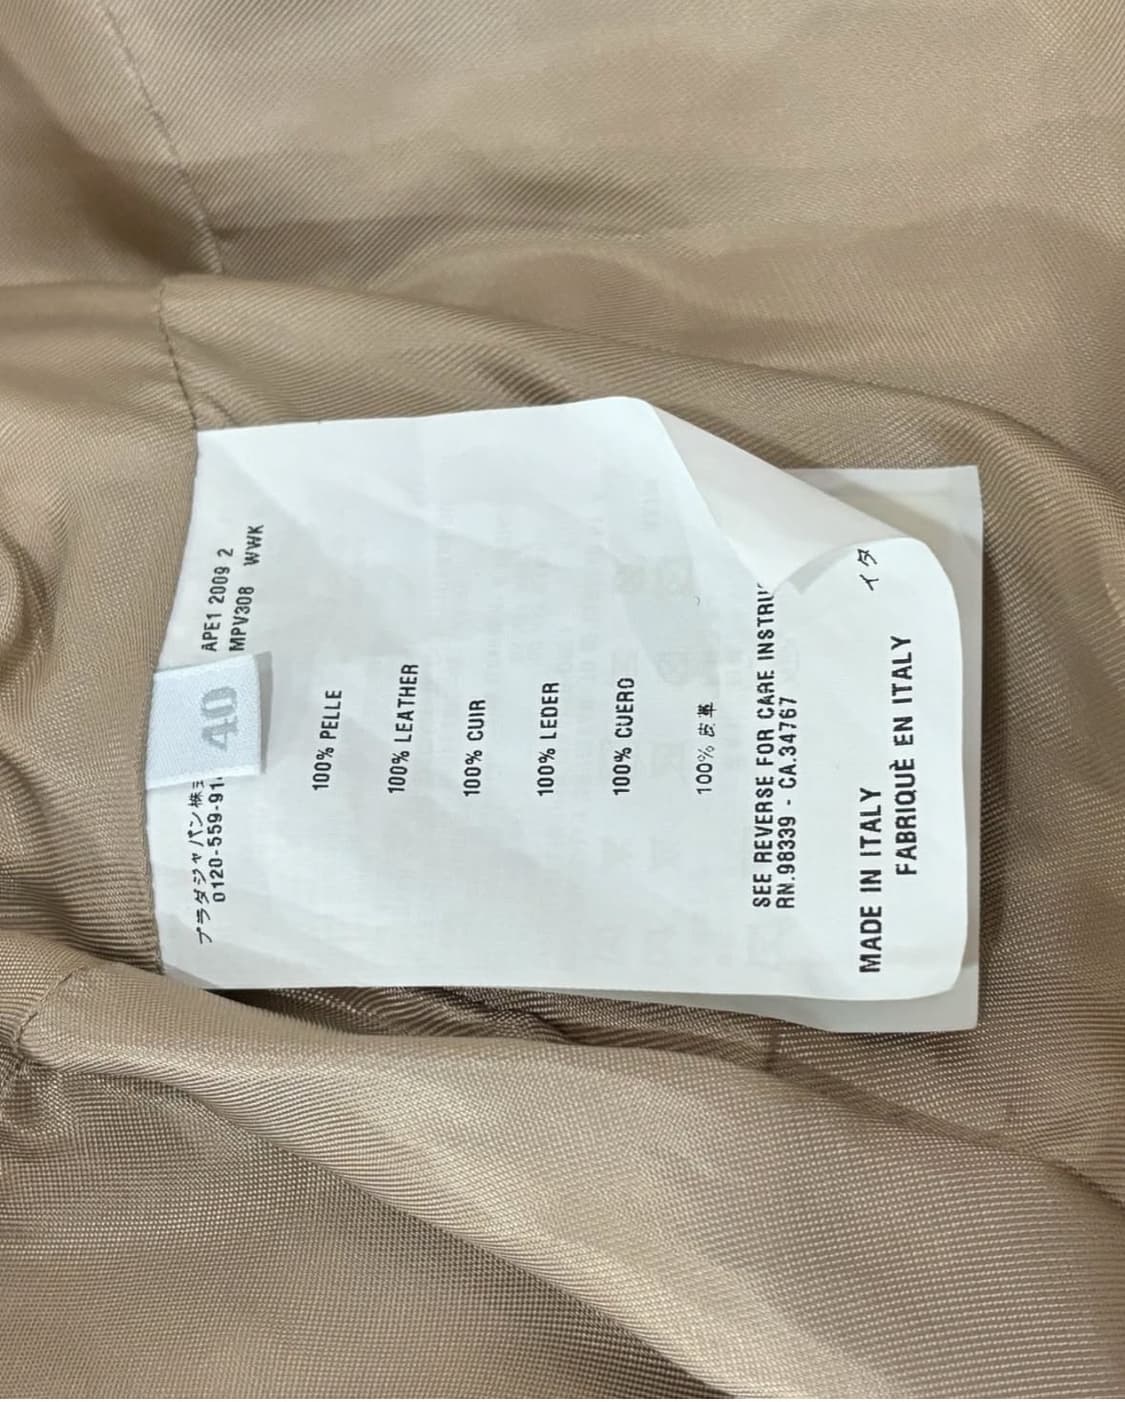 プラダジャパン株式
0120-559-91
40
APE1 2009 2
MPV308 WWK
100% PELLE
100% LEATHER
100% CUIR
100% LEDER
100% CUERO
100% 皮革
SEE REVERSE FOR CARE
RN.98339 - CA.34767
MADE IN ITALY
イタ
FABRIQUÈ EN ITALY